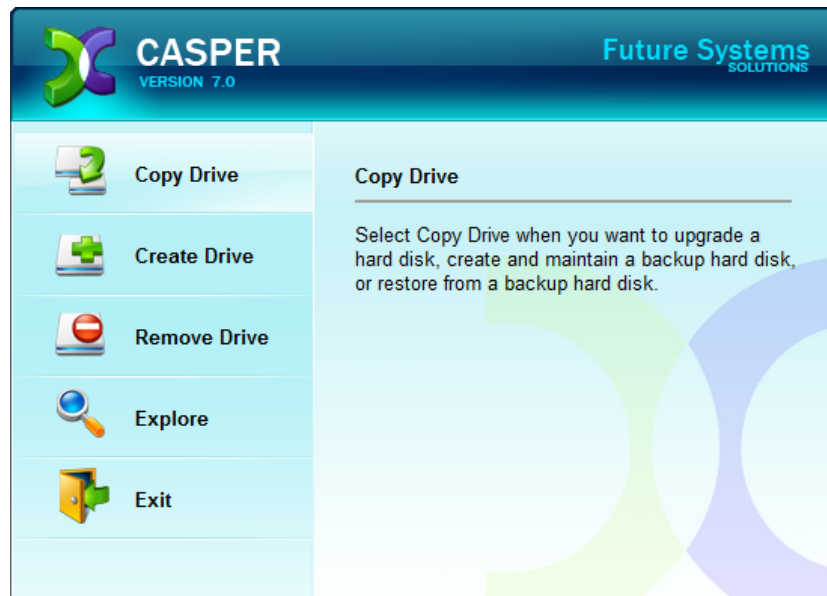 CASPER
VERSION 7.0
Future Systems
SOLUTIONS
Copy Drive
Create Drive
Remove Drive
Explore
Exit
Copy Drive
Select Copy Drive when you want to upgrade a
hard disk, create and maintain a backup hard disk,
or restore from a backup hard disk.